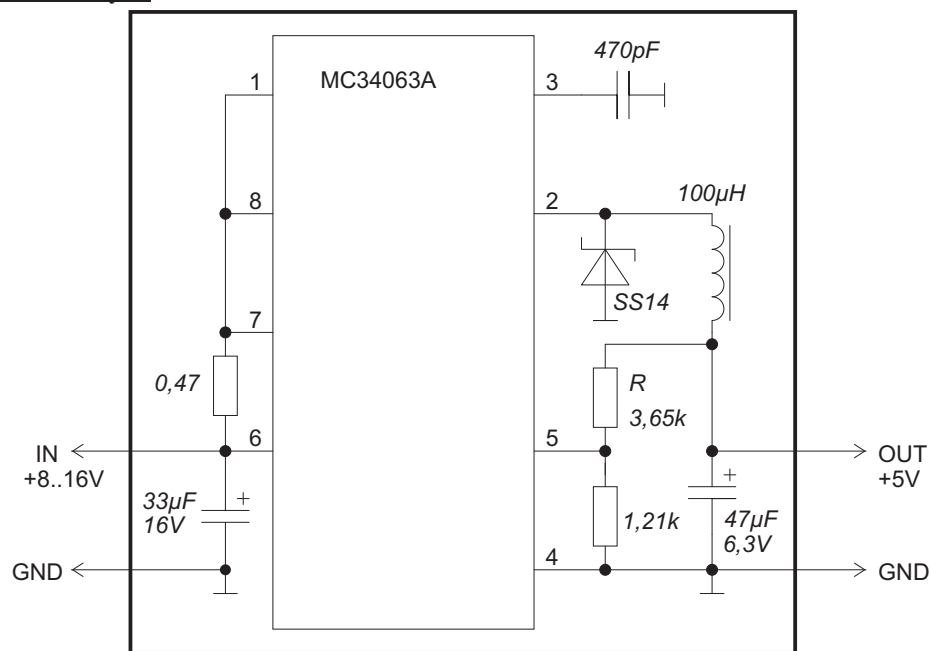 470pF
1
MC34063A
3
8
2
100µH
SS14
7
0,47
R
3,65k
IN
+8..16V
6
5
OUT
+5V
33µF
16V
+
1,21k
+
47µF
6,3V
4
GND
GND